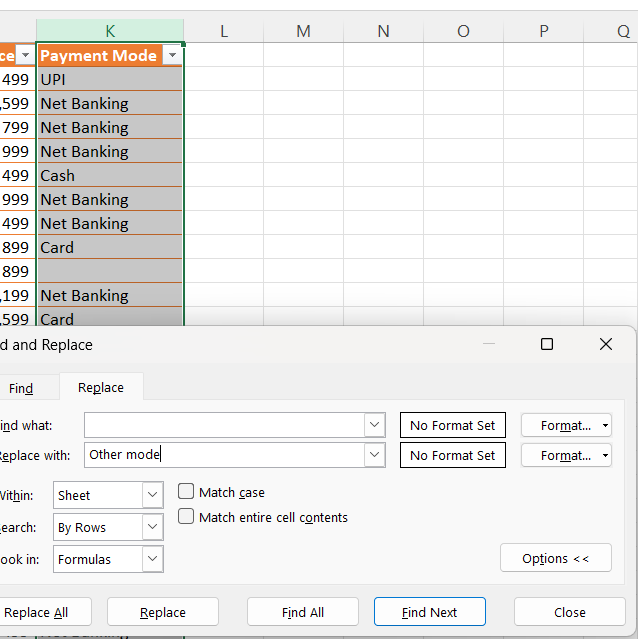 K L M N O P Q
ce Payment Mode
499 UPI
,599 Net Banking
799 Net Banking
999 Net Banking
499 Cash
999 Net Banking
499 Net Banking
899 Card
899
,199 Net Banking
,599 Card
d and Replace
Find Replace
ind what: No Format Set Format...
Replace with: Other mode No Format Set Format...
Within: Sheet Match case
Match entire cell contents
earch: By Rows
ook in: Formulas Options <<
Replace All Replace Find All Find Next Close
Net Banking